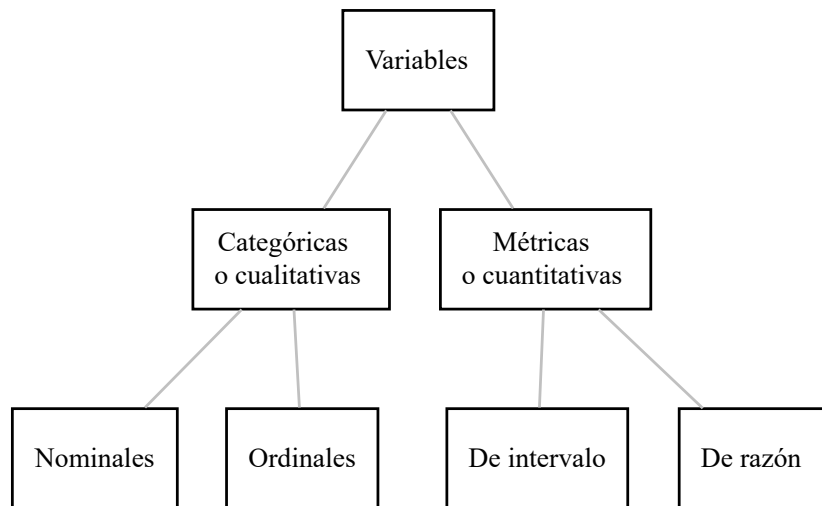 Variables
Categóricas
o cualitativas
Métricas
o cuantitativas
Nominales
Ordinales
De intervalo
De razón